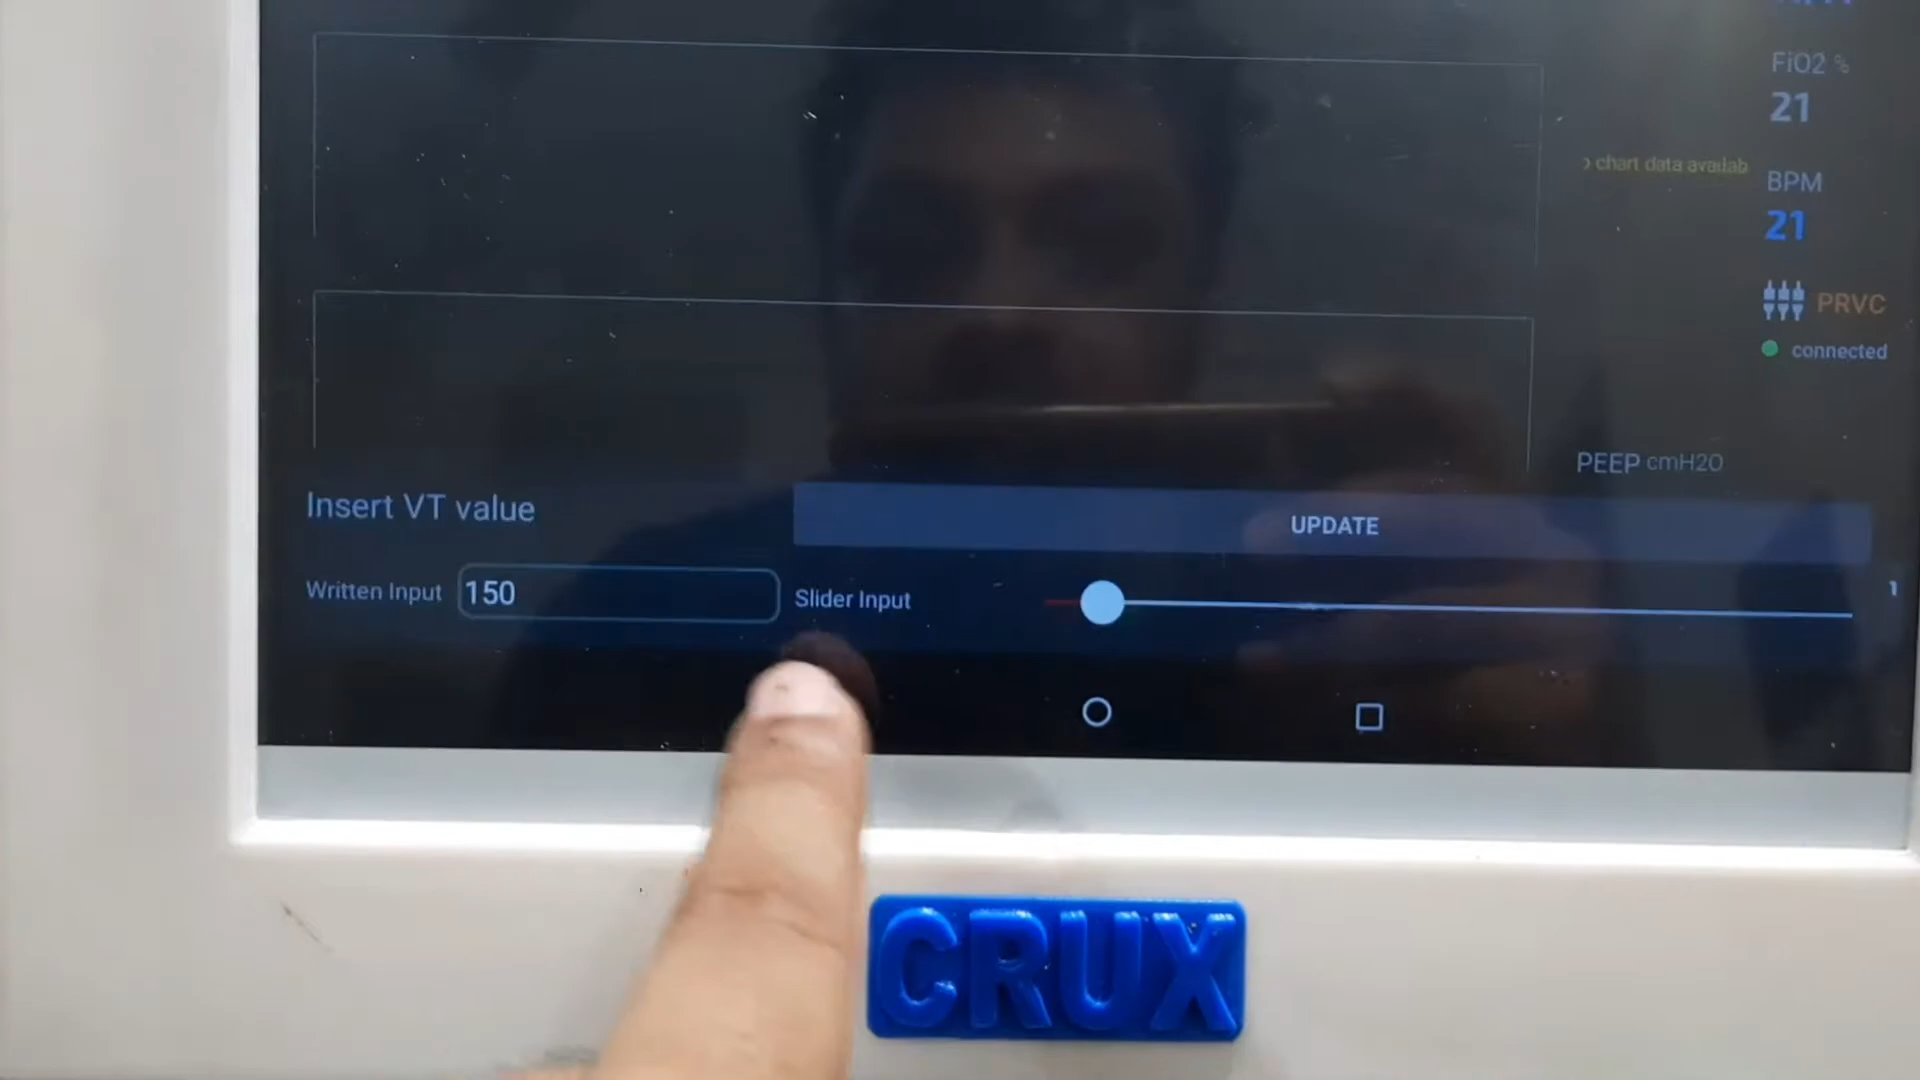 FiO2 %
21
chart data availab
BPM
21
PRVC
connected
PEEP cmH2O
Insert VT value
UPDATE
Written Input 150
Slider Input
1
CRUX